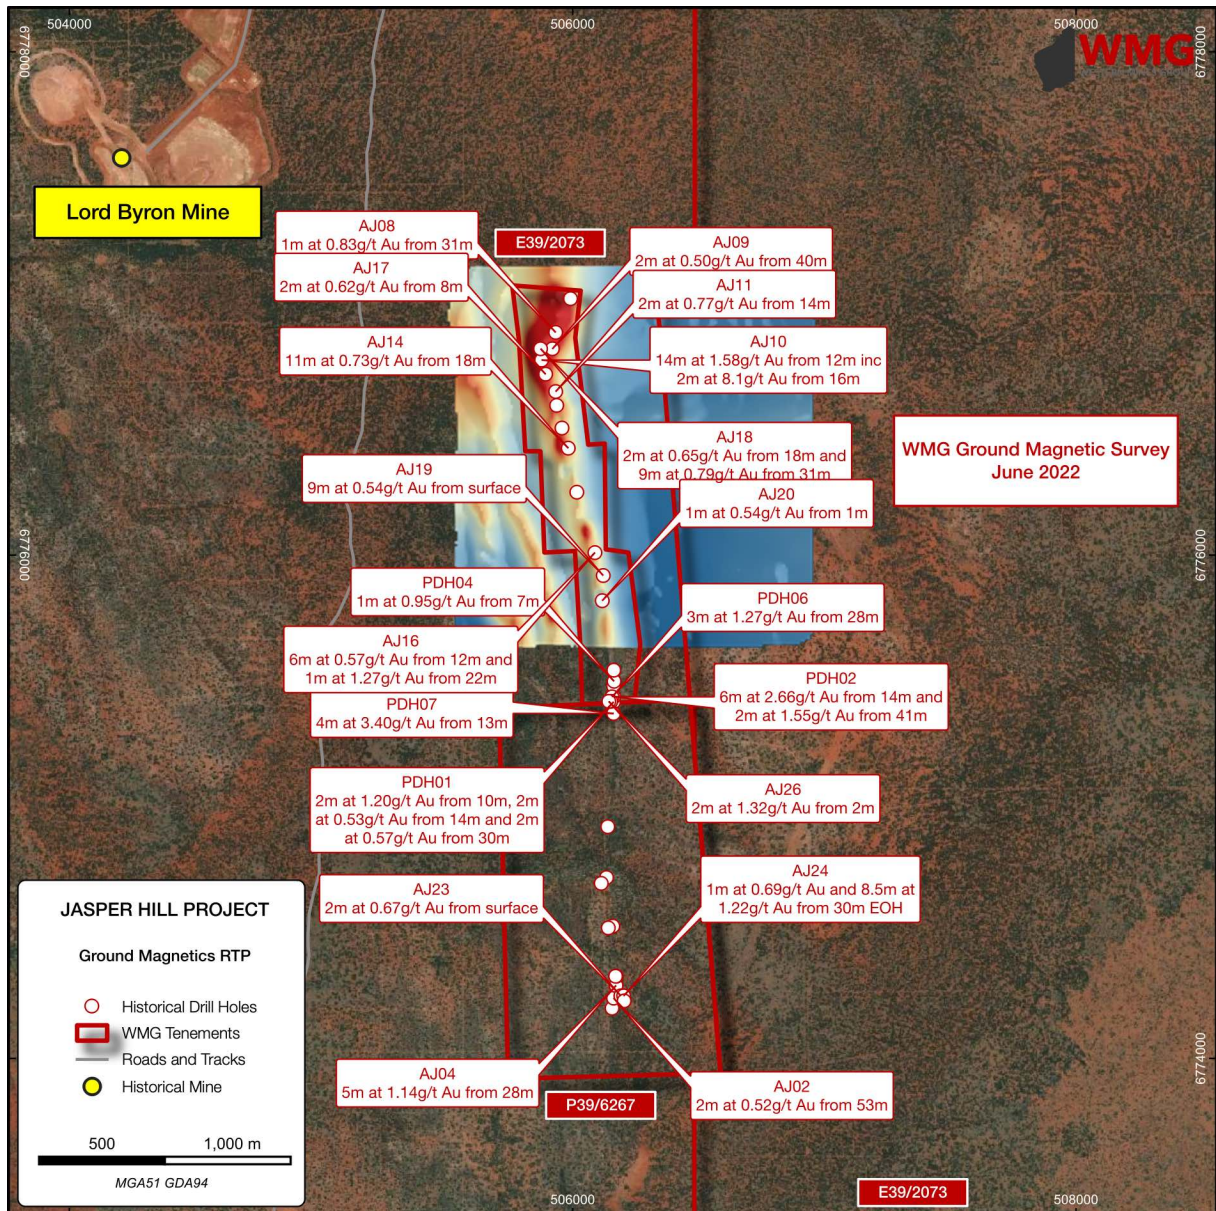 504000
506000
508000
6778000
6778000
WMG
Lord Byron Mine
AJ08
1m at 0.83g/t Au from 31m
E39/2073
AJ09
2m at 0.50g/t Au from 40m
AJ17
2m at 0.62g/t Au from 8m
AJ11
2m at 0.77g/t Au from 14m
AJ14
11m at 0.73g/t Au from 18m
AJ10
14m at 1.58g/t Au from 12m inc
2m at 8.1g/t Au from 16m
WMG Ground Magnetic Survey
June 2022
AJ18
2m at 0.65g/t Au from 18m and
9m at 0.79g/t Au from 31m
AJ19
9m at 0.54g/t Au from surface
AJ20
1m at 0.54g/t Au from 1m
6776000
6776000
PDH04
1m at 0.95g/t Au from 7m
PDH06
3m at 1.27g/t Au from 28m
AJ16
6m at 0.57g/t Au from 12m and
1m at 1.27g/t Au from 22m
PDH02
6m at 2.66g/t Au from 14m and
2m at 1.55g/t Au from 41m
PDH07
4m at 3.40g/t Au from 13m
PDH01
2m at 1.20g/t Au from 10m, 2m
at 0.53g/t Au from 14m and 2m
at 0.57g/t Au from 30m
AJ26
2m at 1.32g/t Au from 2m
AJ24
1m at 0.69g/t Au and 8.5m at
1.22g/t Au from 30m EOH
AJ23
2m at 0.67g/t Au from surface
JASPER HILL PROJECT
Ground Magnetics RTP
Historical Drill Holes
WMG Tenements
Roads and Tracks
Historical Mine
500
1,000 m
MGA51 GDA94
AJ04
5m at 1.14g/t Au from 28m
AJ02
2m at 0.52g/t Au from 53m
6774000
P39/6267
E39/2073
506000
508000